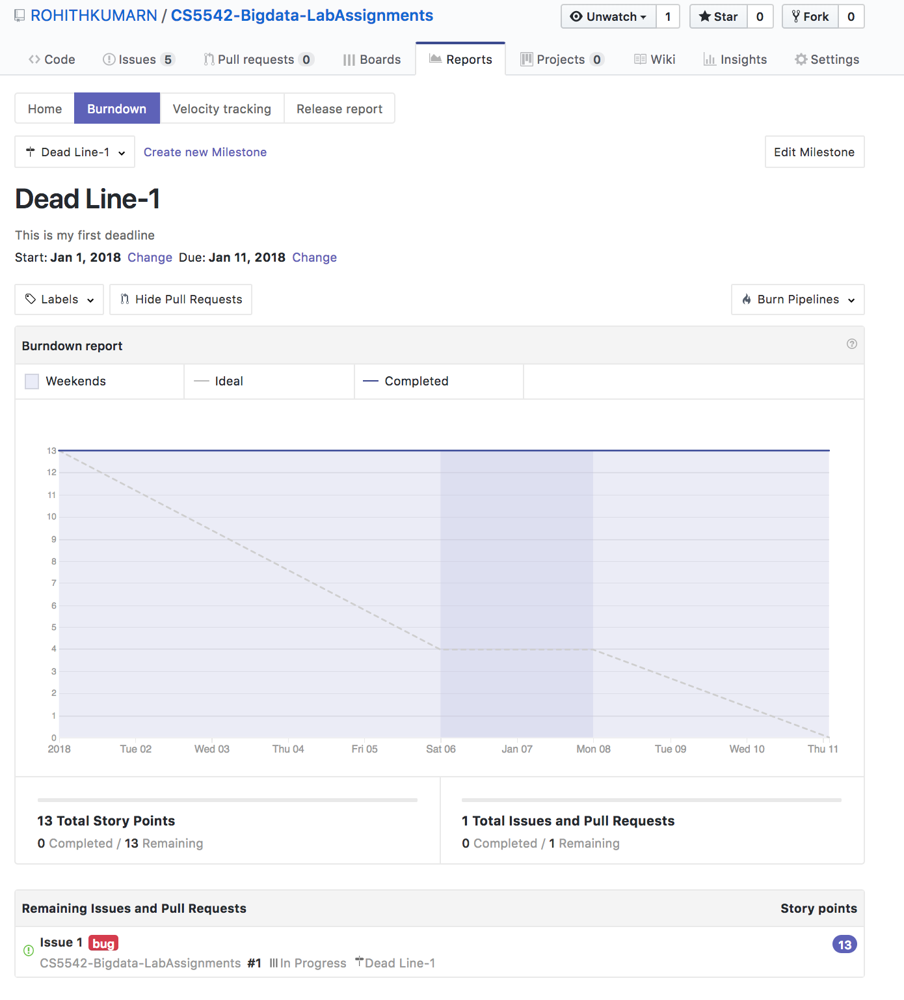 ROHITHKUMARN / CS5542-Bigdata-LabAssignments
Unwatch 1 Star 0 Fork 0
Code Issues 5 Pull requests 0 Boards Reports Projects 0 Wiki Insights Settings
Home Burndown Velocity tracking Release report
Dead Line-1 Create new Milestone Edit Milestone
Dead Line-1
This is my first deadline
Start: Jan 1, 2018 Change Due: Jan 11, 2018 Change
Labels Hide Pull Requests Burn Pipelines
Burndown report
Weekends Ideal Completed
13
12
11
10
9
8
7
6
5
4
3
2
1
0
2018 Tue 02 Wed 03 Thu 04 Fri 05 Sat 06 Jan 07 Mon 08 Tue 09 Wed 10 Thu 11
13 Total Story Points
0 Completed / 13 Remaining
1 Total Issues and Pull Requests
0 Completed / 1 Remaining
Remaining Issues and Pull Requests Story points
Issue 1 bug 13
CS5542-Bigdata-LabAssignments #1 In Progress Dead Line-1